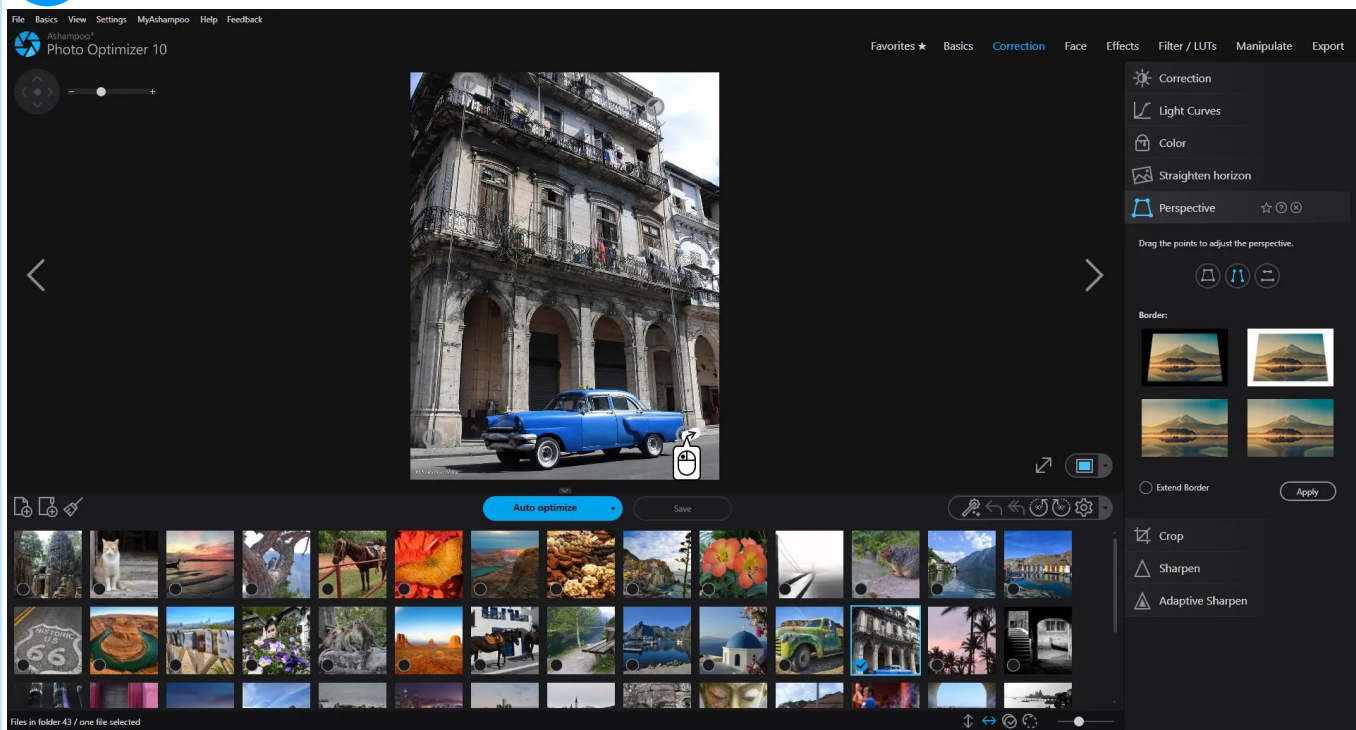 File Basics View Settings MyAshampoo Help Feedback
Ashampoo®
Photo Optimizer 10
Favorites ★ Basics Correction Face Effects Filter / LUTs Manipulate Export
Correction
Light Curves
Color
Straighten horizon
Perspective
Drag the points to adjust the perspective.
Border:
Extend Border
Apply
Auto optimize
Save
Crop
Sharpen
Adaptive Sharpen
HISTORIC
U S
66
Files in folder 43 / one file selected